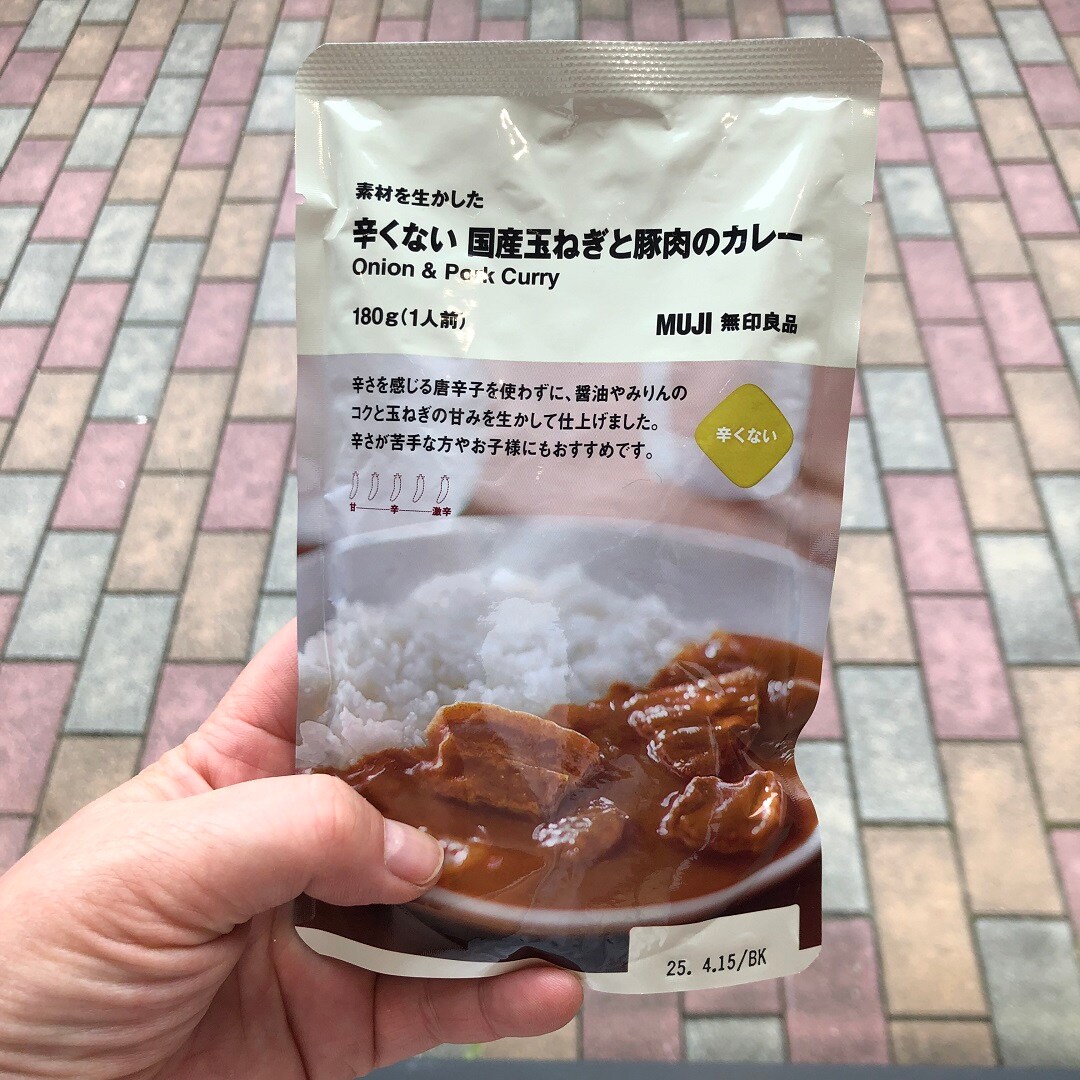 素材を生かした
辛くない 国産玉ねぎと豚肉のカレー
Onion & Pork Curry
180g(1人前)
MUJI 無印良品
辛さを感じる唐辛子を使わずに、醤油やみりんの
コクと玉ねぎの甘みを生かして仕上げました。
辛さが苦手な方やお子様にもおすすめです。
辛くない
甘 辛 激辛
25. 4.15/BK